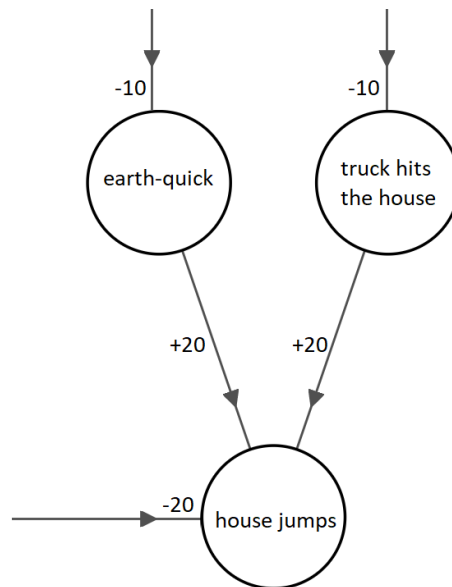 -10
-10
earth-quick
truck hits
the house
+20
+20
-20
house jumps